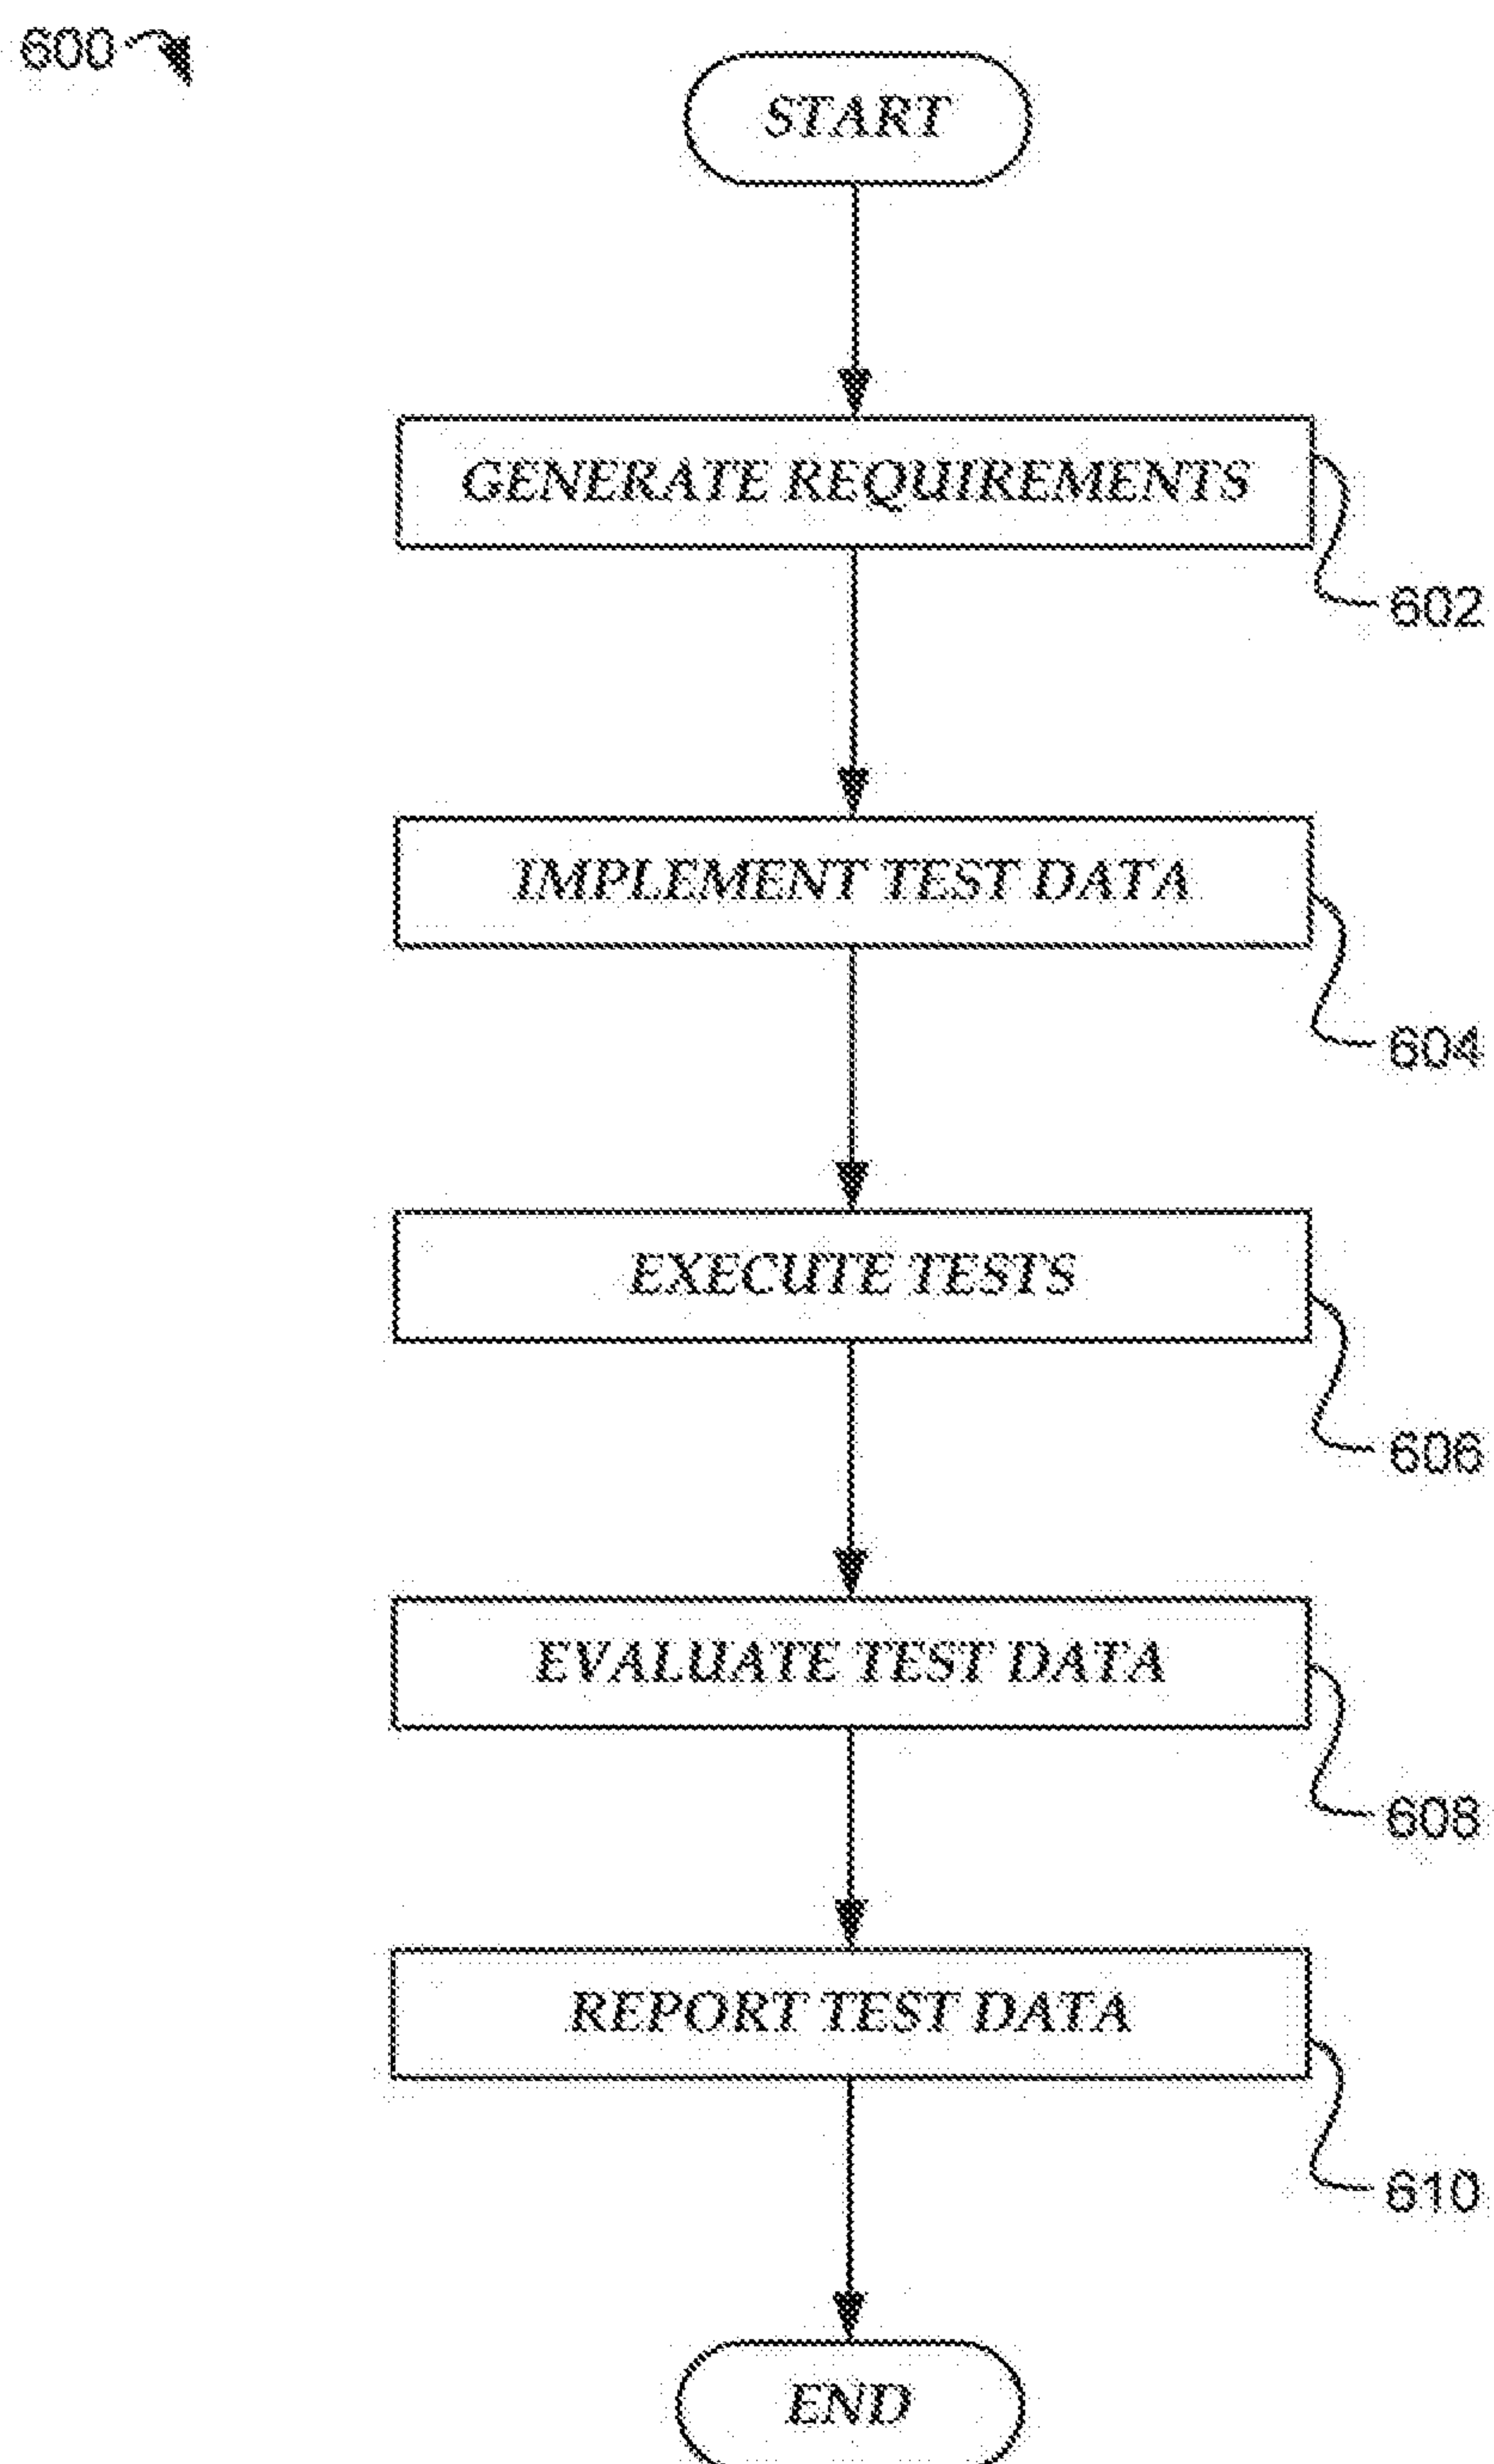 600
START
GENERATE REQUIREMENTS
602
IMPLEMENT TEST DATA
604
EXECUTE TESTS
606
EVALUATE TEST DATA
608
REPORT TEST DATA
610
END